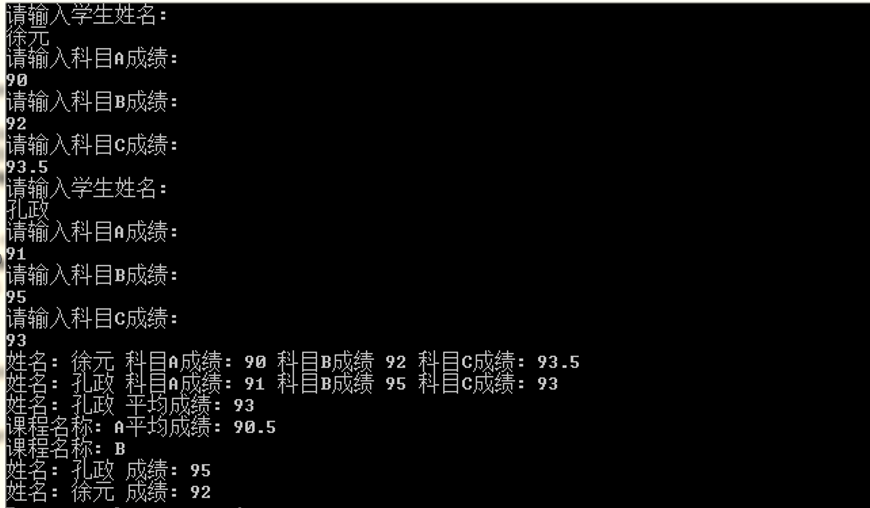 请输入学生姓名:
徐元
请输入科目A成绩:
90
请输入科目B成绩:
92
请输入科目C成绩:
93.5
请输入学生姓名:
孔政
请输入科目A成绩:
91
请输入科目B成绩:
95
请输入科目C成绩:
93
姓名: 徐元 科目A成绩: 90 科目B成绩 92 科目C成绩: 93.5
姓名: 孔政 科目A成绩: 91 科目B成绩 95 科目C成绩: 93
姓名: 孔政 平均成绩: 93
课程名称: A平均成绩: 90.5
课程名称: B
姓名: 孔政 成绩: 95
姓名: 徐元 成绩: 92